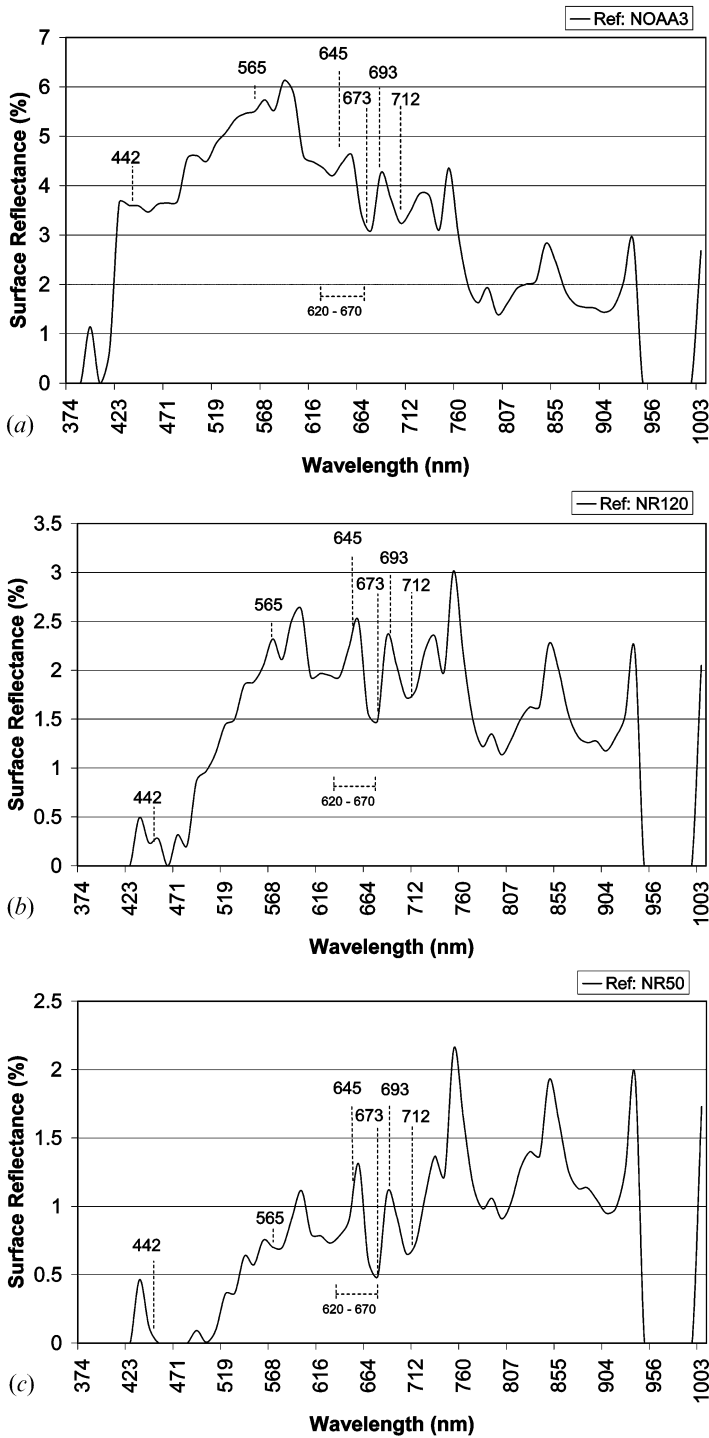 Ref: NOAA3
7
6
5
4
3
2
1
0
Surface Reflectance (%)
442
565
645
693
673
712
620 - 670
374 423 471 519 568 616 664 712 760 807 855 904 956 1003
(a)
Wavelength (nm)
Ref: NR120
3.5
3
2.5
2
1.5
1
0.5
0
Surface Reflectance (%)
442
565
645
693
673
712
620 - 670
374 423 471 519 568 616 664 712 760 807 855 904 956 1003
(b)
Wavelength (nm)
Ref: NR50
2.5
2
1.5
1
0.5
0
Surface Reflectance (%)
442
565
645
693
673
712
620 - 670
374 423 471 519 568 616 664 712 760 807 855 904 956 1003
(c)
Wavelength (nm)